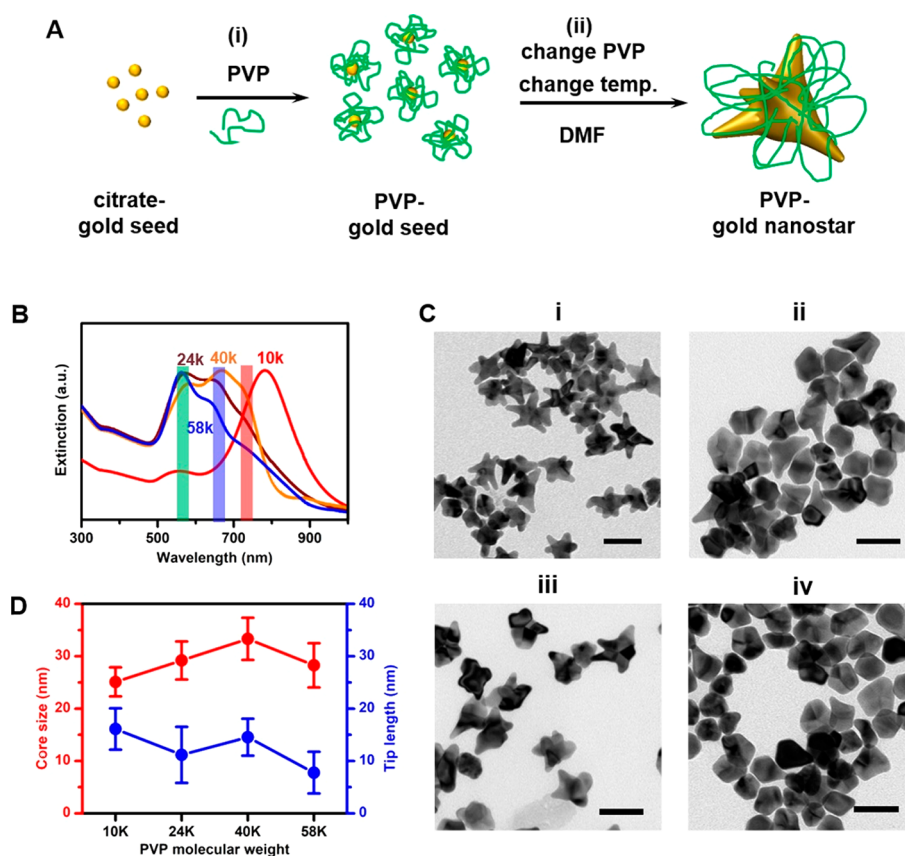 A
(i)
PVP
(ii)
change PVP
change temp.
DMF
citrate-
gold seed
PVP-
gold seed
PVP-
gold nanostar
B
24k
40k
10k
58k
Extinction (a.u.)
300
500
700
900
Wavelength (nm)
C
i
ii
iii
iv
D
Core size (nm)
40
30
20
10
0
10K
24K
40K
58K
PVP molecular weight
40
30
20
10
0
Tip length (nm)